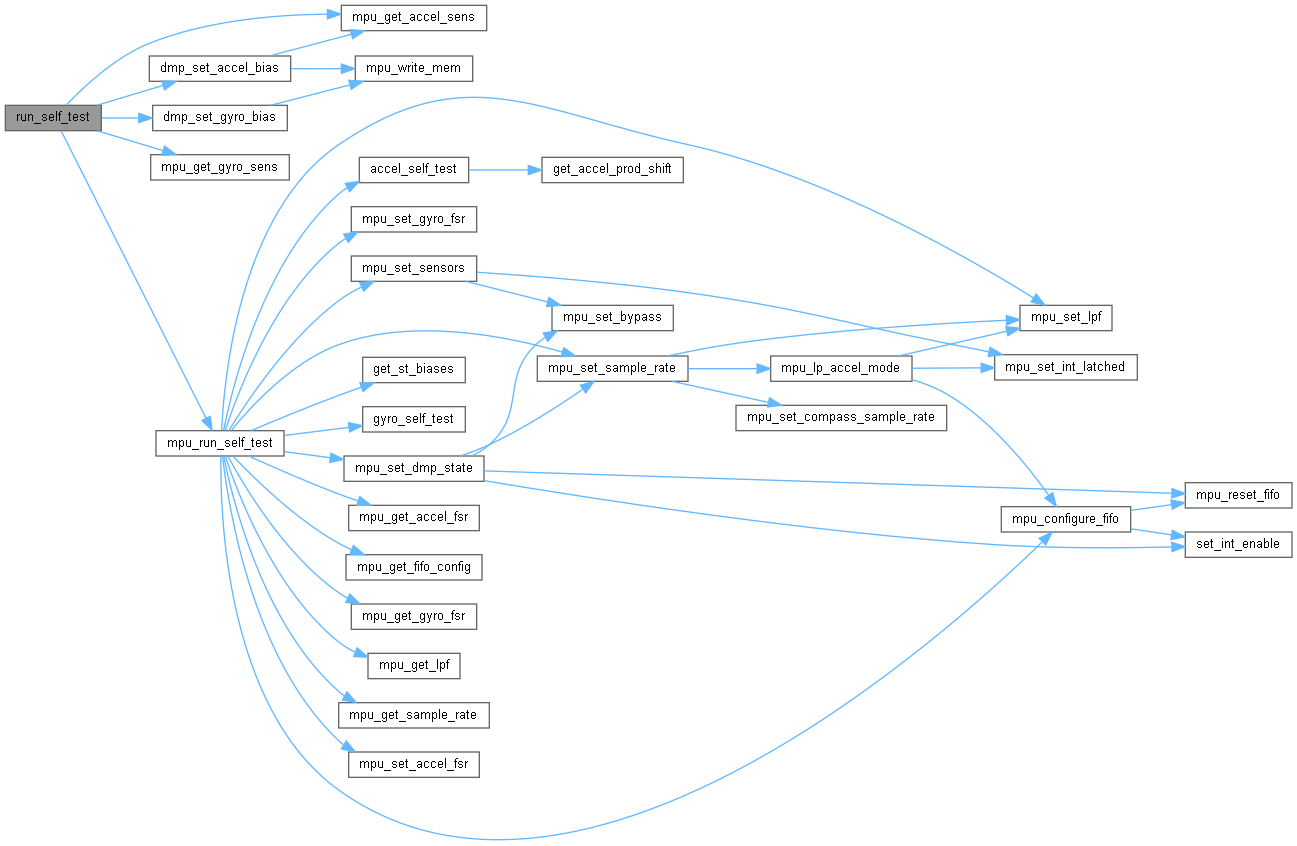 mpu_get_accel_sens
dmp_set_accel_bias
mpu_write_mem
run_self_test
dmp_set_gyro_bias
mpu_get_gyro_sens
accel_self_test
get_accel_prod_shift
mpu_set_gyro_fsr
mpu_set_sensors
mpu_set_bypass
mpu_set_lpf
get_st_biases
mpu_set_sample_rate
mpu_lp_accel_mode
mpu_set_int_latched
gyro_self_test
mpu_set_compass_sample_rate
mpu_run_self_test
mpu_set_dmp_state
mpu_reset_fifo
mpu_get_accel_fsr
mpu_configure_fifo
set_int_enable
mpu_get_fifo_config
mpu_get_gyro_fsr
mpu_get_lpf
mpu_get_sample_rate
mpu_set_accel_fsr